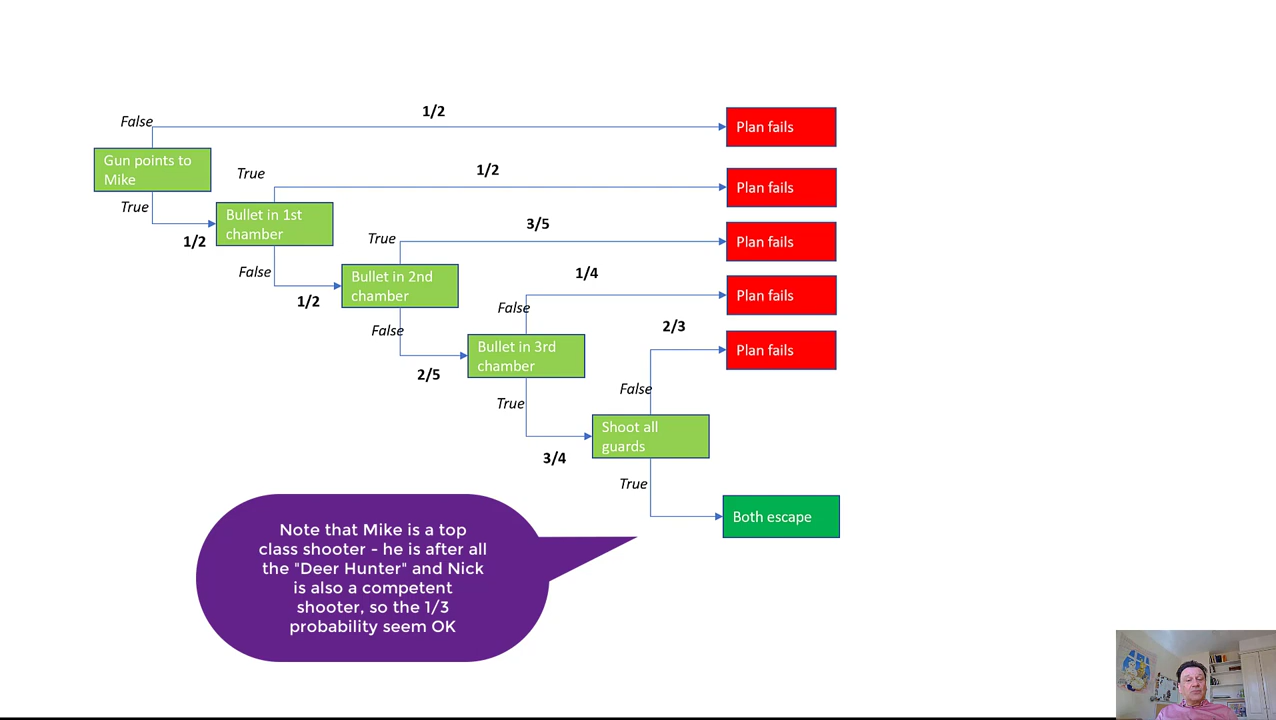 1/2
False
Plan fails
Gun points to
Mike
True
1/2
True
1/2
Plan fails
Bullet in 1st
chamber
False
1/2
True
3/5
Plan fails
Bullet in 2nd
chamber
False
2/5
False
1/4
Plan fails
Bullet in 3rd
chamber
True
3/4
False
2/3
Plan fails
Shoot all
guards
True
Both escape
Note that Mike is a top
class shooter - he is after all
the "Deer Hunter" and Nick
is also a competent
shooter, so the 1/3
probability seem OK